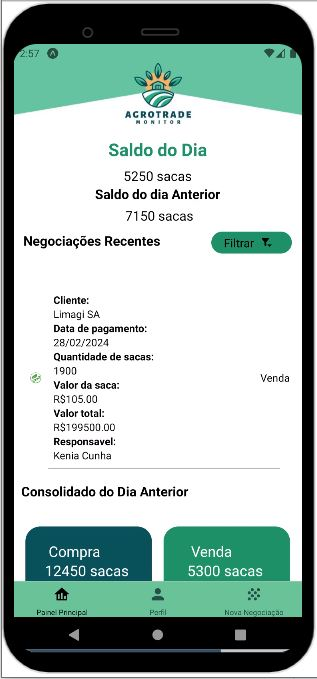 2:57
AGROTRADE
MONITOR
Saldo do Dia
5250 sacas
Saldo do dia Anterior
7150 sacas
Negociações Recentes
Filtrar
Cliente:
Limagi SA
Data de pagamento:
28/02/2024
Quantidade de sacas:
1900
Valor da saca:
R$105.00
Valor total:
R$199500.00
Responsavel:
Kenia Cunha
Venda
Consolidado do Dia Anterior
Compra
12450 sacas
Venda
5300 sacas
Painel Principal
Perfil
Nova Negociação